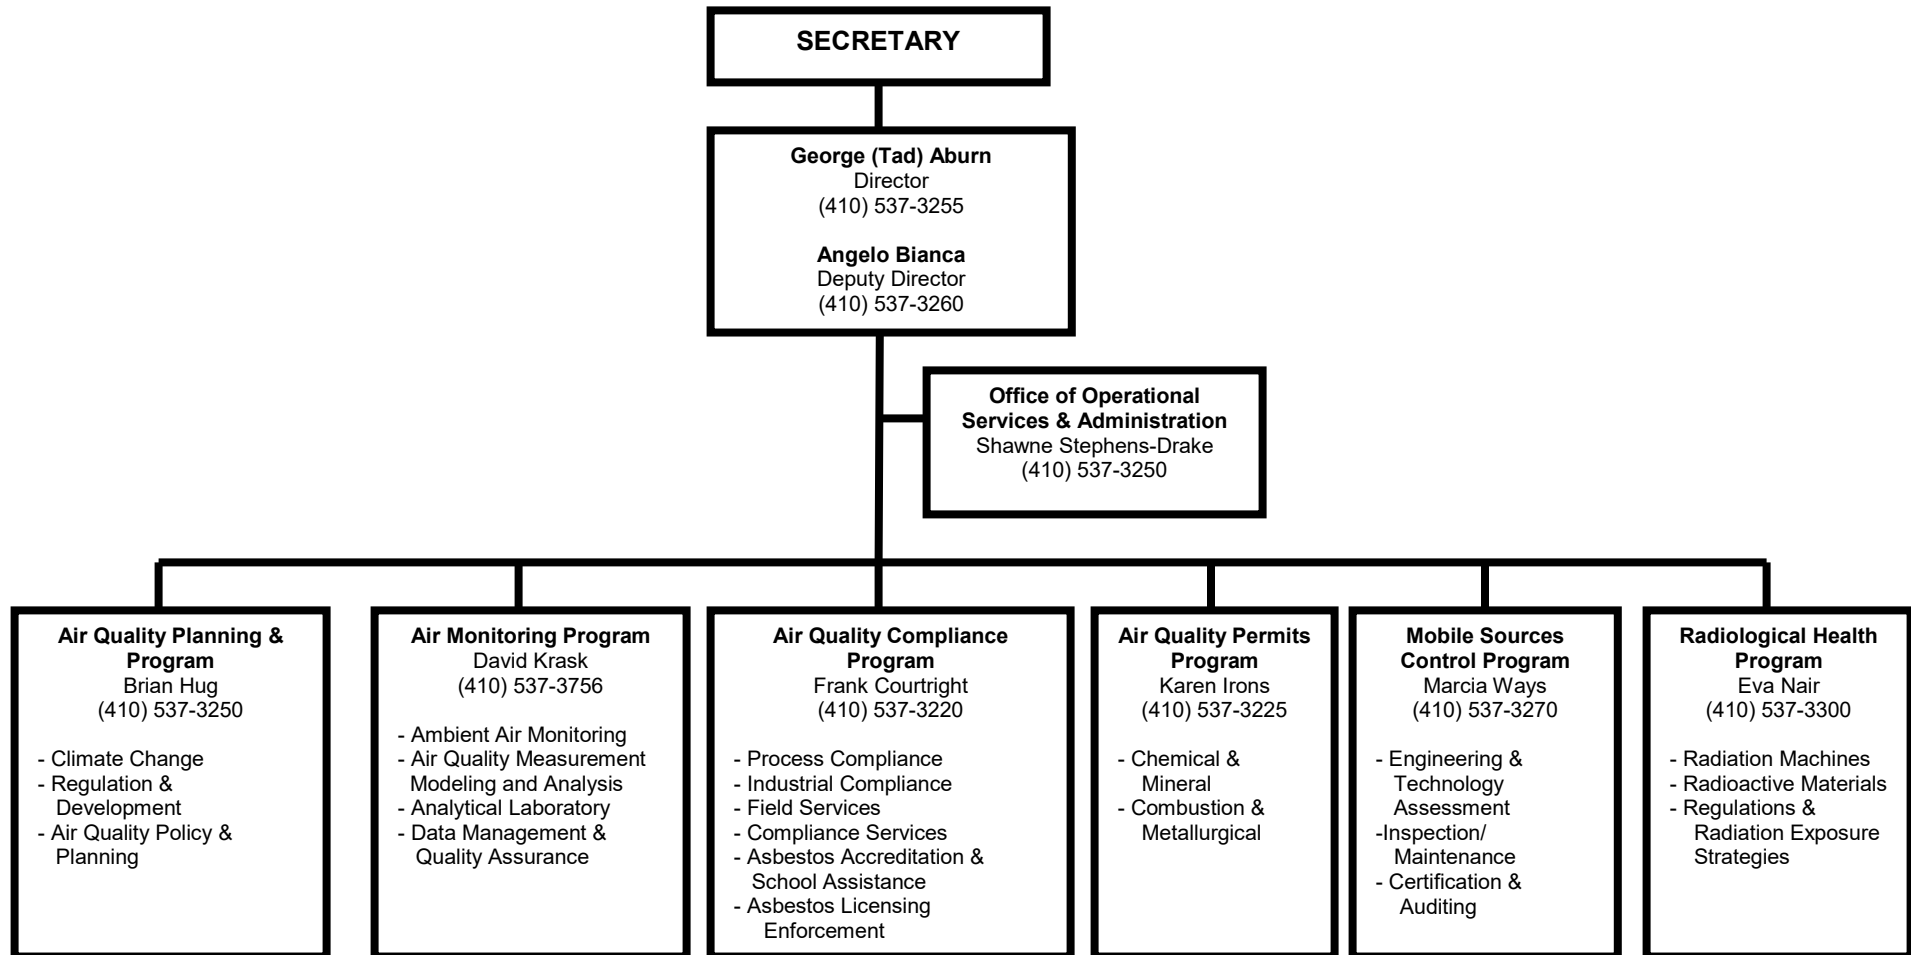 SECRETARY
George (Tad) Aburn
Director
(410) 537-3255
Angelo Bianca
Deputy Director
(410) 537-3260
Office of Operational
Services & Administration
Shawne Stephens-Drake
(410) 537-3250
Air Quality Planning &
Program
Brian Hug
(410) 537-3250
- Climate Change
- Regulation &
Development
- Air Quality Policy &
Planning
Air Monitoring Program
David Krask
(410) 537-3756
- Ambient Air Monitoring
- Air Quality Measurement
Modeling and Analysis
- Analytical Laboratory
- Data Management &
Quality Assurance
Air Quality Compliance
Program
Frank Courtright
(410) 537-3220
- Process Compliance
- Industrial Compliance
- Field Services
- Compliance Services
- Asbestos Accreditation &
School Assistance
- Asbestos Licensing
Enforcement
Air Quality Permits
Program
Karen Irons
(410) 537-3225
- Chemical &
Mineral
- Combustion &
Metallurgical
Mobile Sources
Control Program
Marcia Ways
(410) 537-3270
- Engineering &
Technology
Assessment
-Inspection/
Maintenance
- Certification &
Auditing
Radiological Health
Program
Eva Nair
(410) 537-3300
- Radiation Machines
- Radioactive Materials
- Regulations &
Radiation Exposure
Strategies